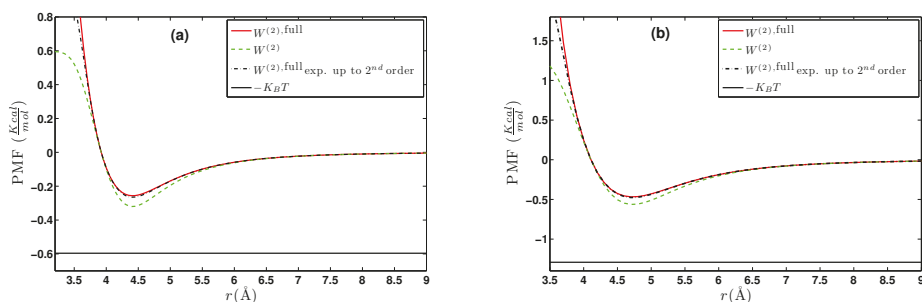 (a)
W^(2),full
W^(2)
W^(2),full exp. up to 2^nd order
−K_BT
PMF (Kcal/mol)
0.8
0.6
0.4
0.2
0
−0.2
−0.4
−0.6
3.5 4 4.5 5 5.5 6 6.5 7 7.5 8 8.5 9
r(Å)
(b)
W^(2),full
W^(2)
W^(2),full exp. up to 2^nd order
−K_BT
PMF (Kcal/mol)
1.5
1
0.5
0
−0.5
−1
3.5 4 4.5 5 5.5 6 6.5 7 7.5 8 8.5 9
r(Å)